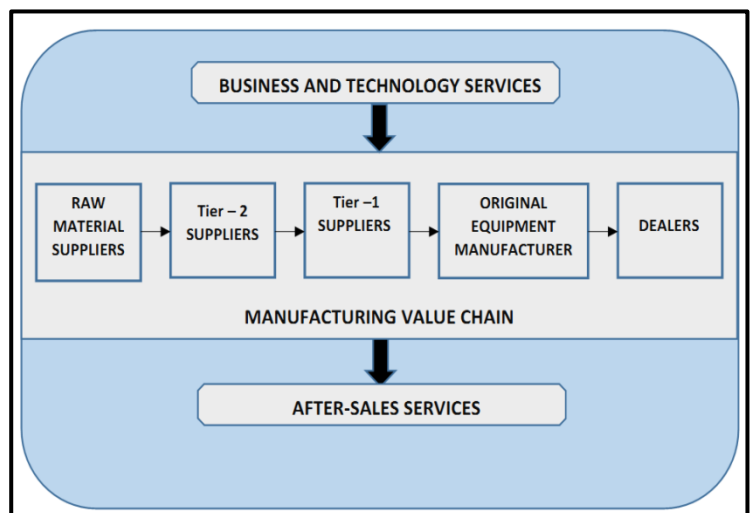 BUSINESS AND TECHNOLOGY SERVICES
RAW
MATERIAL
SUPPLIERS
Tier – 2
SUPPLIERS
Tier –1
SUPPLIERS
ORIGINAL
EQUIPMENT
MANUFACTURER
DEALERS
MANUFACTURING VALUE CHAIN
AFTER-SALES SERVICES